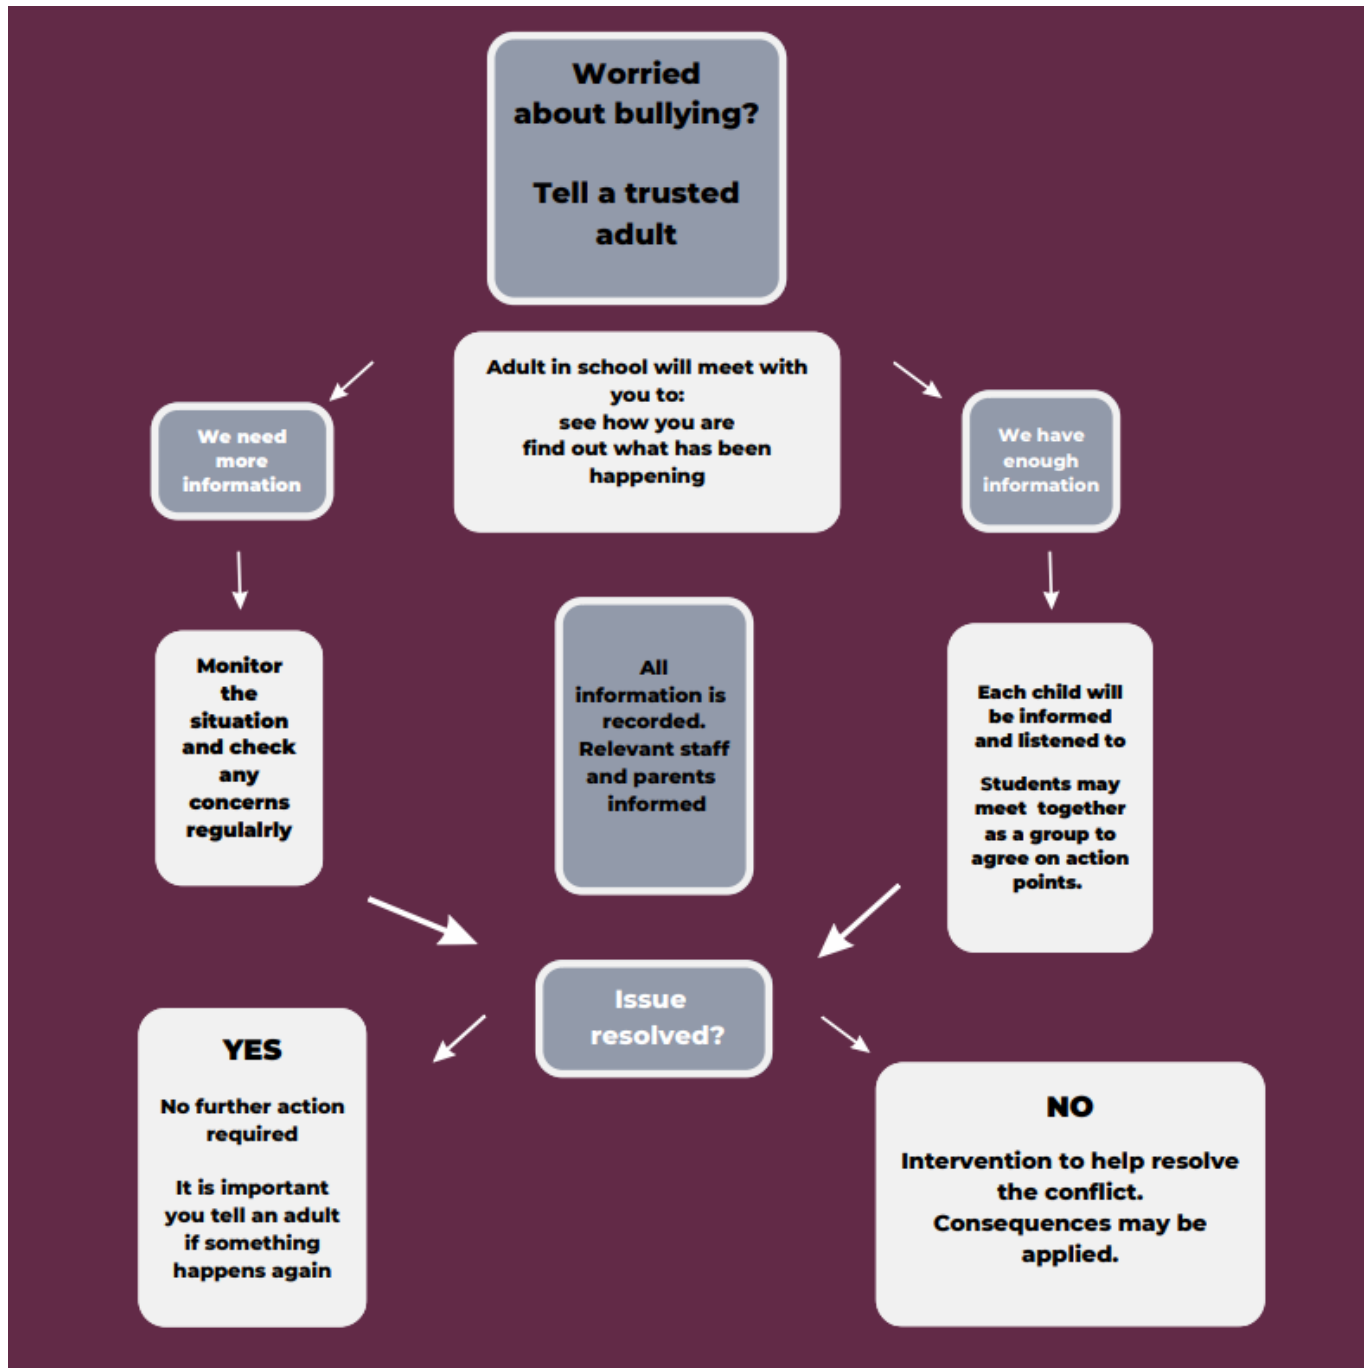 Worried
about bullying?
Tell a trusted
adult
Adult in school will meet with
you to:
see how you are
find out what has been
happening
We need
more
information
We have
enough
information
Monitor
the
situation
and check
any
concerns
regulalrly
All
information is
recorded.
Relevant staff
and parents
informed
Each child will
be informed
and listened to
Students may
meet together
as a group to
agree on action
points.
Issue
resolved?
YES
No further action
required
It is important
you tell an adult
if something
happens again
NO
Intervention to help resolve
the conflict.
Consequences may be
applied.